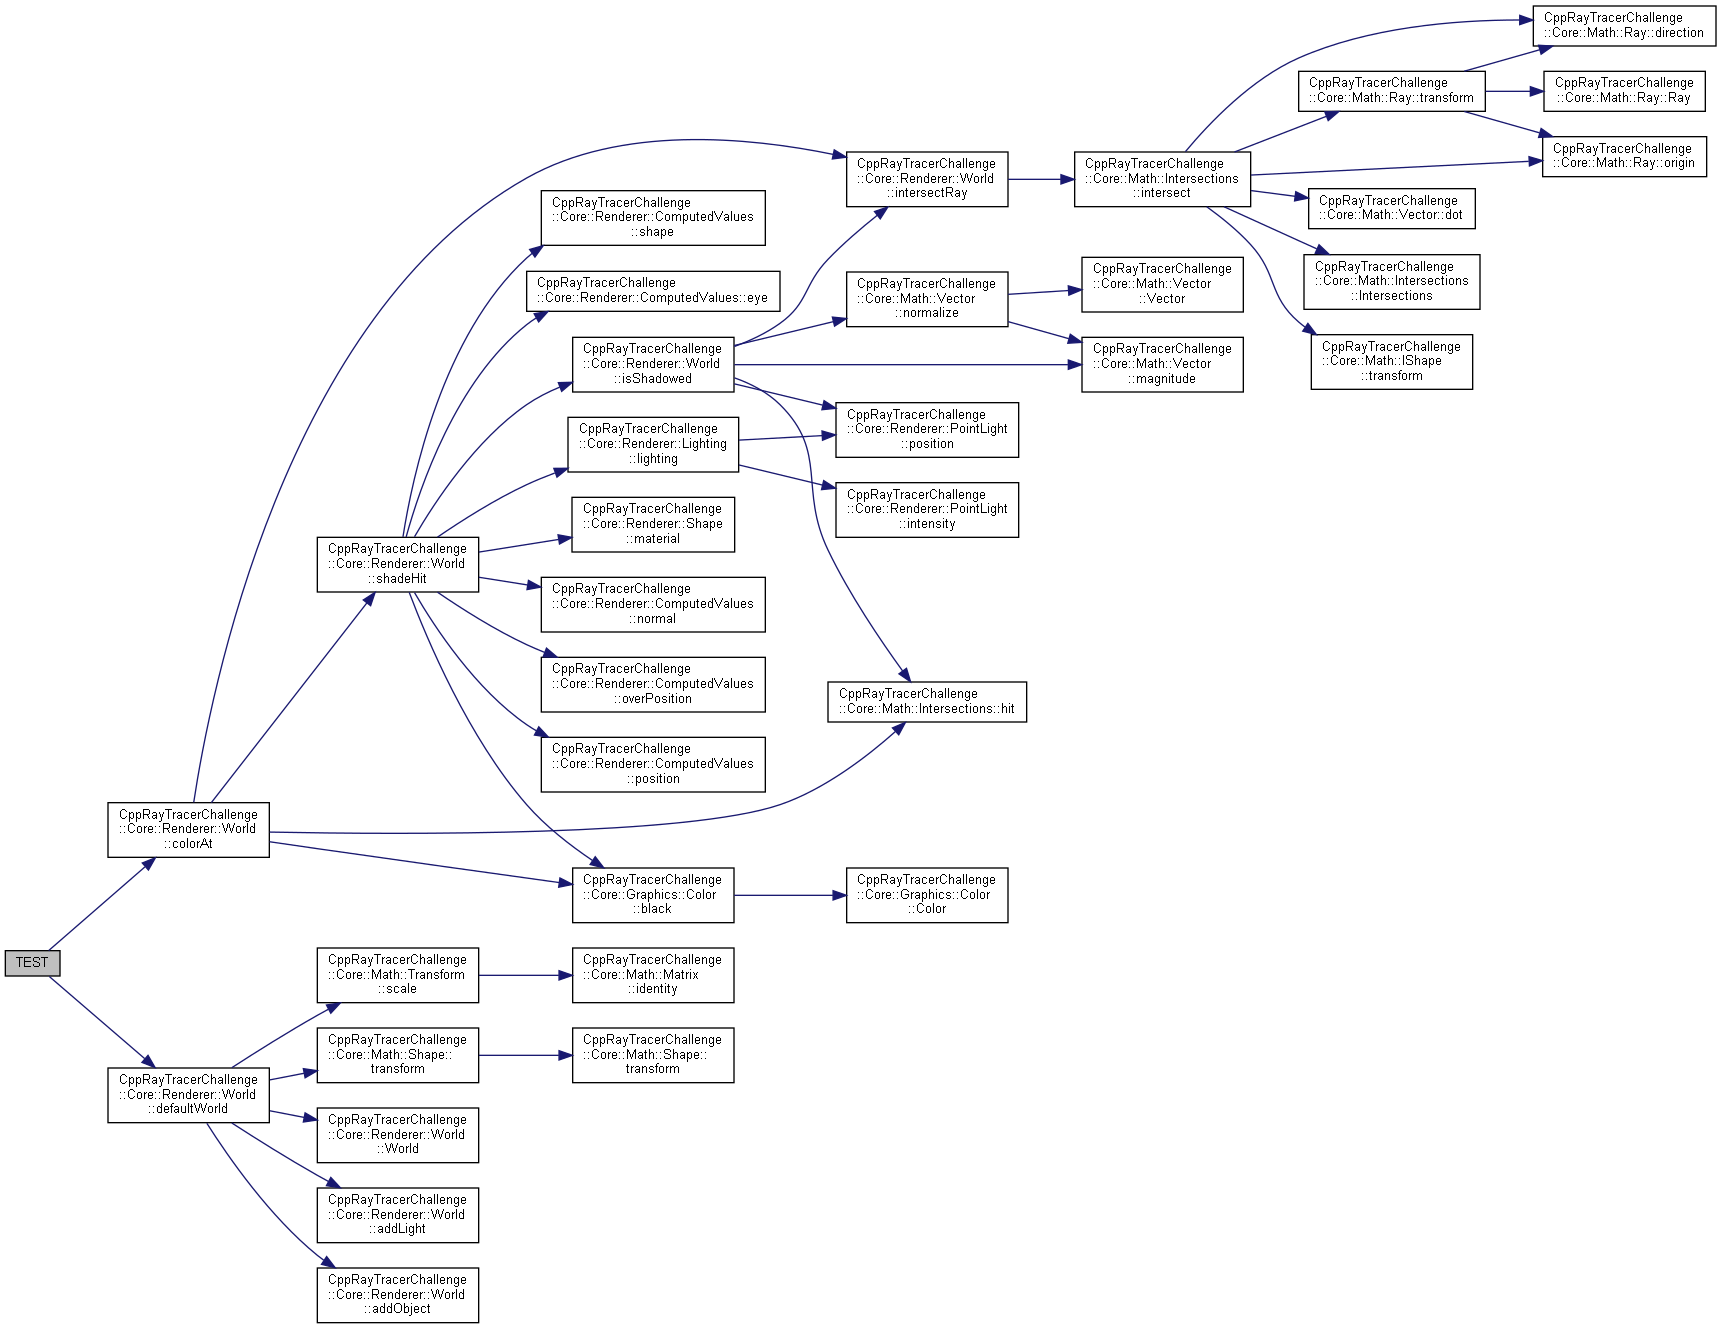 CppRayTracerChallenge
::Core::Math::Ray::direction
CppRayTracerChallenge
::Core::Math::Ray::transform
CppRayTracerChallenge
::Core::Math::Ray::Ray
CppRayTracerChallenge
::Core::Math::Ray::origin
CppRayTracerChallenge
::Core::Renderer::World
::intersectRay
CppRayTracerChallenge
::Core::Math::Intersections
::intersect
CppRayTracerChallenge
::Core::Math::Vector::dot
CppRayTracerChallenge
::Core::Renderer::ComputedValues
::shape
CppRayTracerChallenge
::Core::Math::Intersections
::Intersections
CppRayTracerChallenge
::Core::Renderer::ComputedValues::eye
CppRayTracerChallenge
::Core::Math::Vector
::normalize
CppRayTracerChallenge
::Core::Math::Vector
::Vector
CppRayTracerChallenge
::Core::Math::IShape
::transform
CppRayTracerChallenge
::Core::Renderer::World
::isShadowed
CppRayTracerChallenge
::Core::Math::Vector
::magnitude
CppRayTracerChallenge
::Core::Renderer::PointLight
::position
CppRayTracerChallenge
::Core::Renderer::Lighting
::lighting
CppRayTracerChallenge
::Core::Renderer::PointLight
::intensity
CppRayTracerChallenge
::Core::Renderer::Shape
::material
CppRayTracerChallenge
::Core::Renderer::World
::shadeHit
CppRayTracerChallenge
::Core::Renderer::ComputedValues
::normal
CppRayTracerChallenge
::Core::Renderer::ComputedValues
::overPosition
CppRayTracerChallenge
::Core::Math::Intersections::hit
CppRayTracerChallenge
::Core::Renderer::ComputedValues
::position
CppRayTracerChallenge
::Core::Renderer::World
::colorAt
CppRayTracerChallenge
::Core::Graphics::Color
::black
CppRayTracerChallenge
::Core::Graphics::Color
::Color
TEST
CppRayTracerChallenge
::Core::Math::Transform
::scale
CppRayTracerChallenge
::Core::Math::Matrix
::identity
CppRayTracerChallenge
::Core::Math::Shape::
transform
CppRayTracerChallenge
::Core::Math::Shape::
transform
CppRayTracerChallenge
::Core::Renderer::World
::defaultWorld
CppRayTracerChallenge
::Core::Renderer::World
::World
CppRayTracerChallenge
::Core::Renderer::World
::addLight
CppRayTracerChallenge
::Core::Renderer::World
::addObject